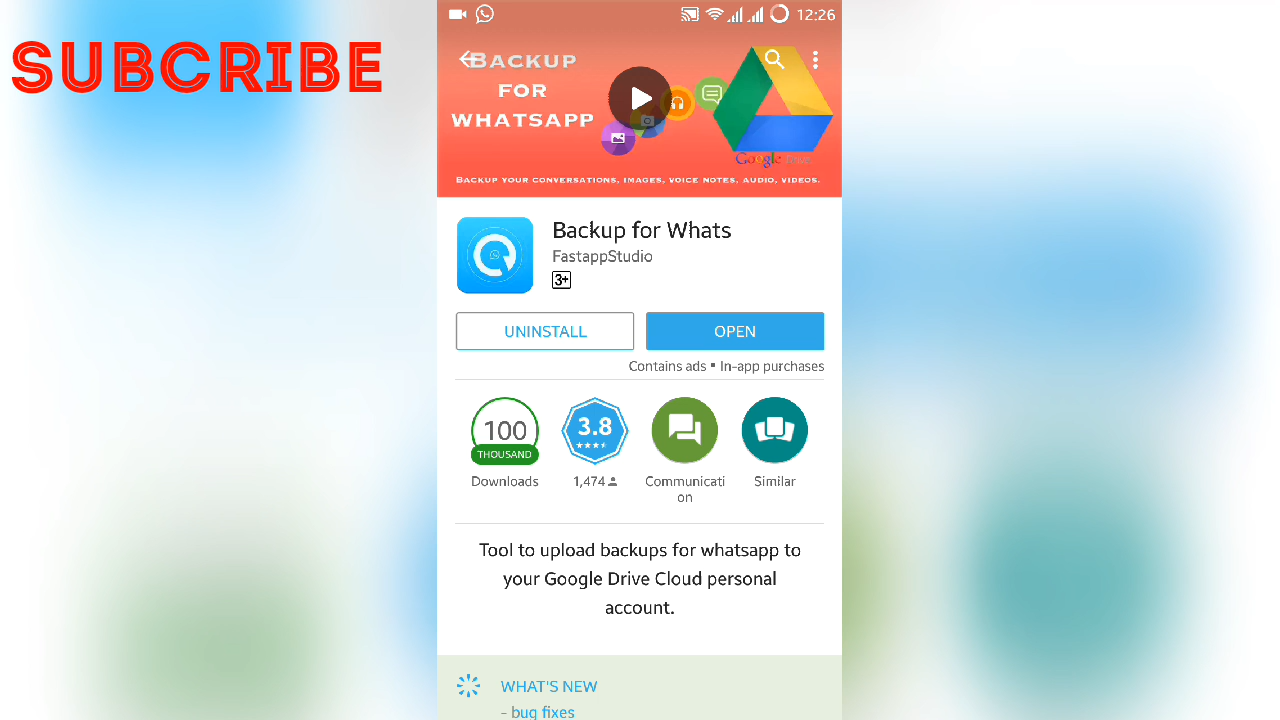 SUBCRIBE
12:26
BACKUP
FOR
WHATSAPP
Google Drive
BACKUP YOUR CONVERSATIONS, IMAGES, VOICE NOTES, AUDIO, VIDEOS.
Backup for Whats
FastappStudio
3+
UNINSTALL
OPEN
Contains ads ▪ In-app purchases
100
THOUSAND
Downloads
3.8
1,474
Communicati
on
Similar
Tool to upload backups for whatsapp to
your Google Drive Cloud personal
account.
WHAT'S NEW
- bug fixes